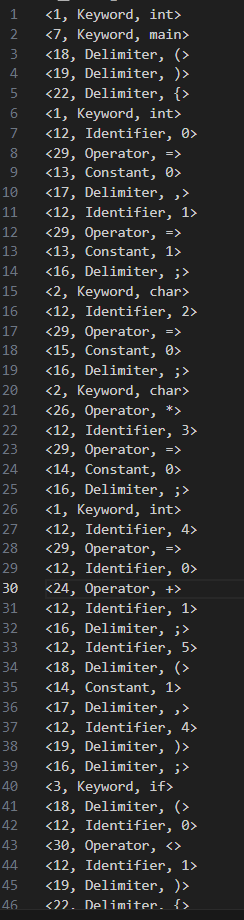 1 <1, Keyword, int>
2 <7, Keyword, main>
3 <18, Delimiter, (>
4 <19, Delimiter, )>
5 <22, Delimiter, {>
6 <1, Keyword, int>
7 <12, Identifier, 0>
8 <29, Operator, =>
9 <13, Constant, 0>
10 <17, Delimiter, ,>
11 <12, Identifier, 1>
12 <29, Operator, =>
13 <13, Constant, 1>
14 <16, Delimiter, ;>
15 <2, Keyword, char>
16 <12, Identifier, 2>
17 <29, Operator, =>
18 <15, Constant, 0>
19 <16, Delimiter, ;>
20 <2, Keyword, char>
21 <26, Operator, *>
22 <12, Identifier, 3>
23 <29, Operator, =>
24 <14, Constant, 0>
25 <16, Delimiter, ;>
26 <1, Keyword, int>
27 <12, Identifier, 4>
28 <29, Operator, =>
29 <12, Identifier, 0>
30 <24, Operator, +>
31 <12, Identifier, 1>
32 <16, Delimiter, ;>
33 <12, Identifier, 5>
34 <18, Delimiter, (>
35 <14, Constant, 1>
36 <17, Delimiter, ,>
37 <12, Identifier, 4>
38 <19, Delimiter, )>
39 <16, Delimiter, ;>
40 <3, Keyword, if>
41 <18, Delimiter, (>
42 <12, Identifier, 0>
43 <30, Operator, <>
44 <12, Identifier, 1>
45 <19, Delimiter, )>
46 <22, Delimiter, {>